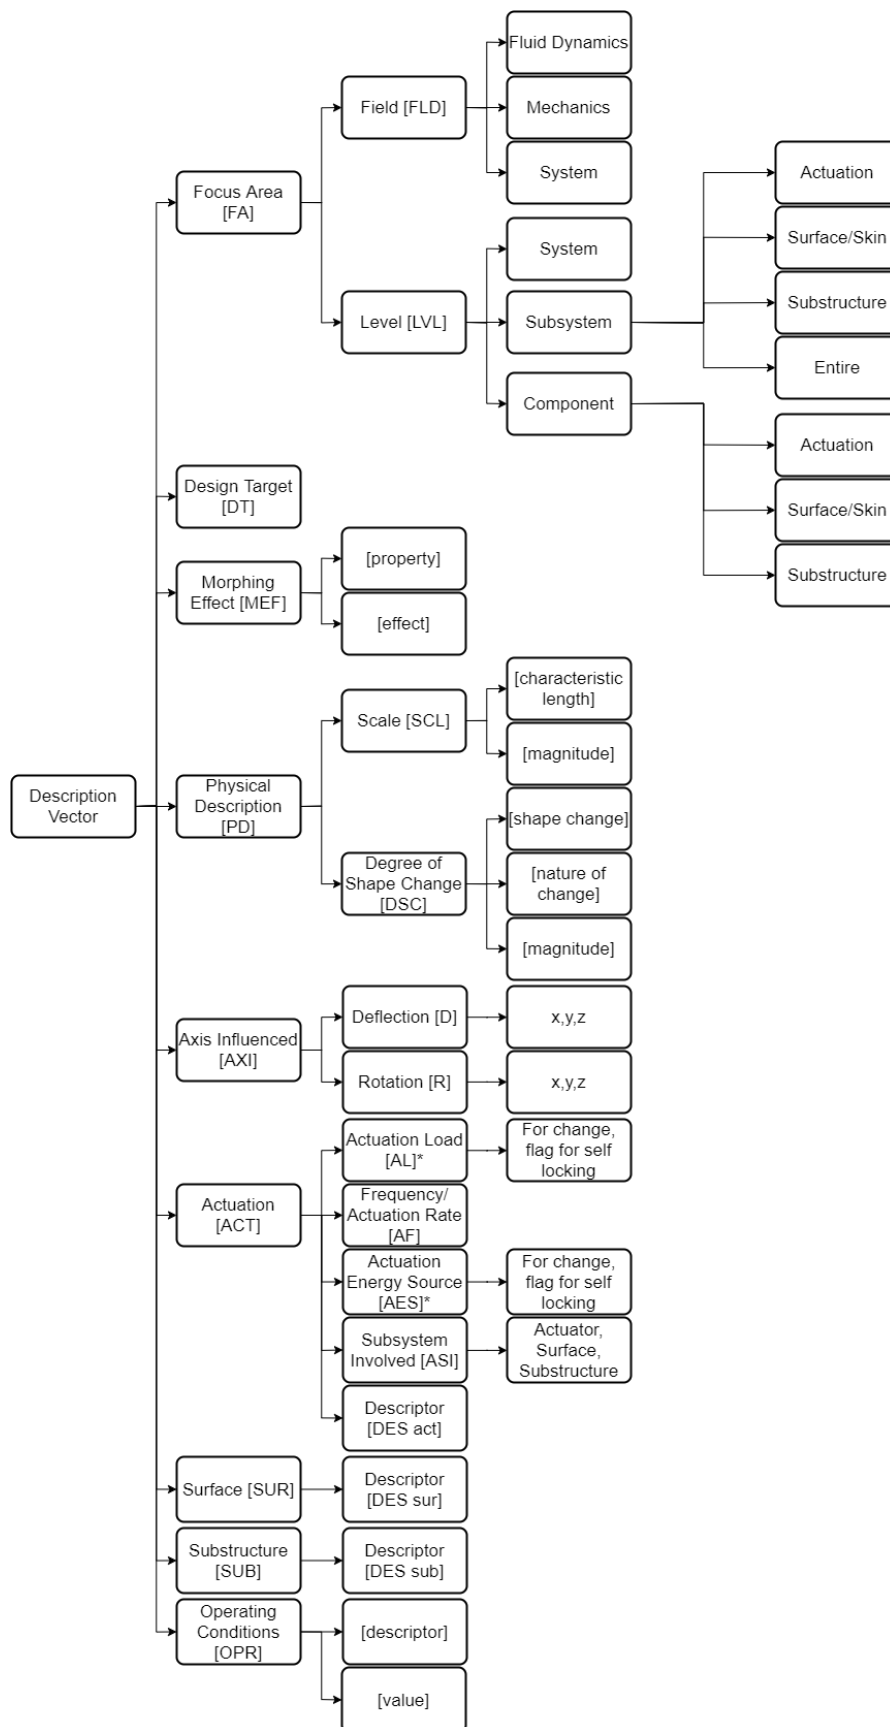 Fluid Dynamics
Field [FLD]
Mechanics
System
Actuation
Focus Area
[FA]
Surface/Skin
System
Substructure
Level [LVL]
Subsystem
Entire
Component
Actuation
Design Target
[DT]
Surface/Skin
[property]
Substructure
Morphing
Effect [MEF]
[effect]
[characteristic
length]
Scale [SCL]
[magnitude]
Description
Vector
Physical
Description
[PD]
[shape change]
Degree of
Shape Change
[DSC]
[nature of
change]
[magnitude]
Deflection [D]
x,y,z
Axis Influenced
[AXI]
Rotation [R]
x,y,z
Actuation Load
[AL]*
For change,
flag for self
locking
Actuation
[ACT]
Frequency/
Actuation Rate
[AF]
Actuation
Energy Source
[AES]*
For change,
flag for self
locking
Subsystem
Involved [ASI]
Actuator,
Surface,
Substructure
Descriptor
[DES act]
Surface [SUR]
Descriptor
[DES sur]
Substructure
[SUB]
Descriptor
[DES sub]
Operating
Conditions
[OPR]
[descriptor]
[value]